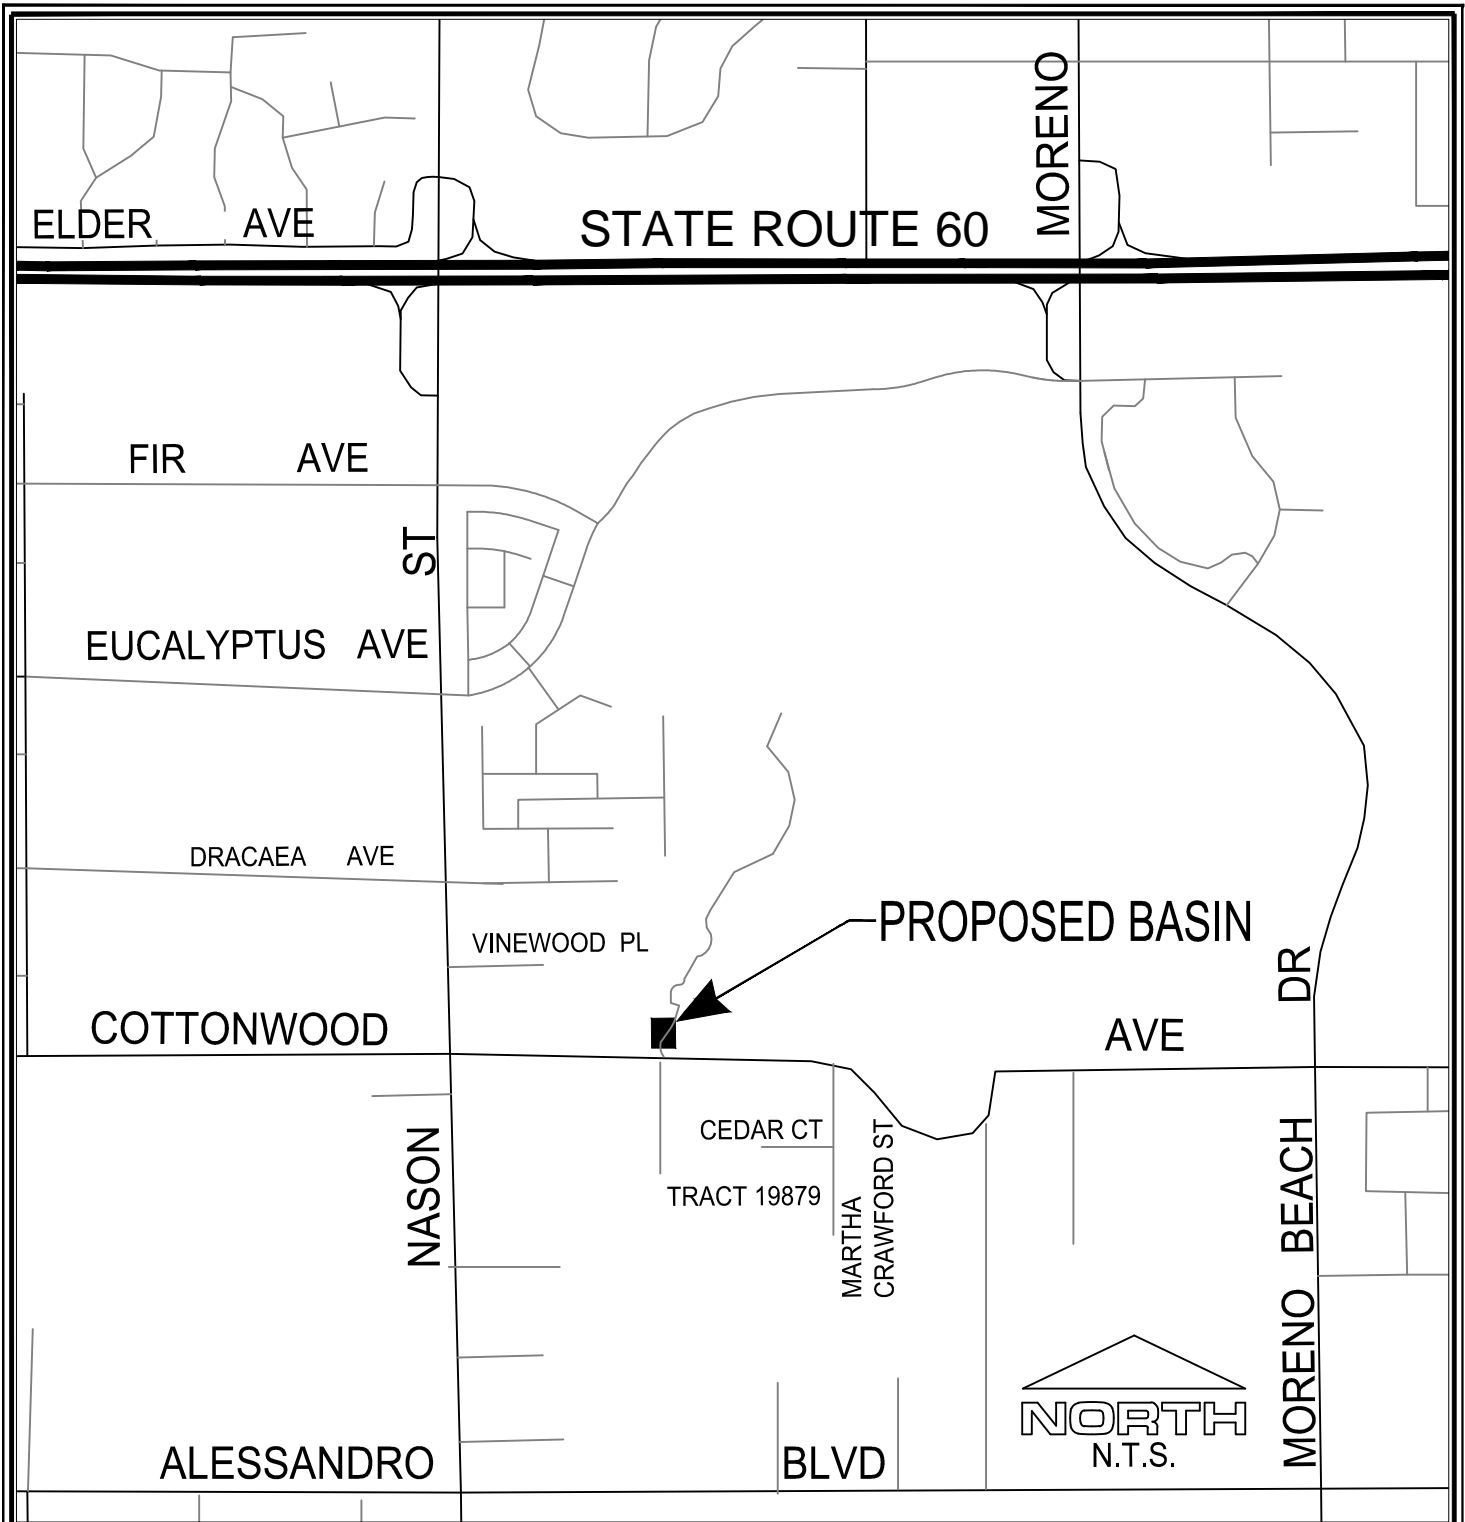 MORENO
ELDER AVE
STATE ROUTE 60
FIR AVE
ST
EUCALYPTUS AVE
DRACAEA AVE
PROPOSED BASIN
VINEWOOD PL
DR
COTTONWOOD
AVE
CEDAR CT
NASON
TRACT 19879
MARTHA
CRAWFORD ST
MORENO BEACH
NORTH
N.T.S.
ALESSANDRO BLVD